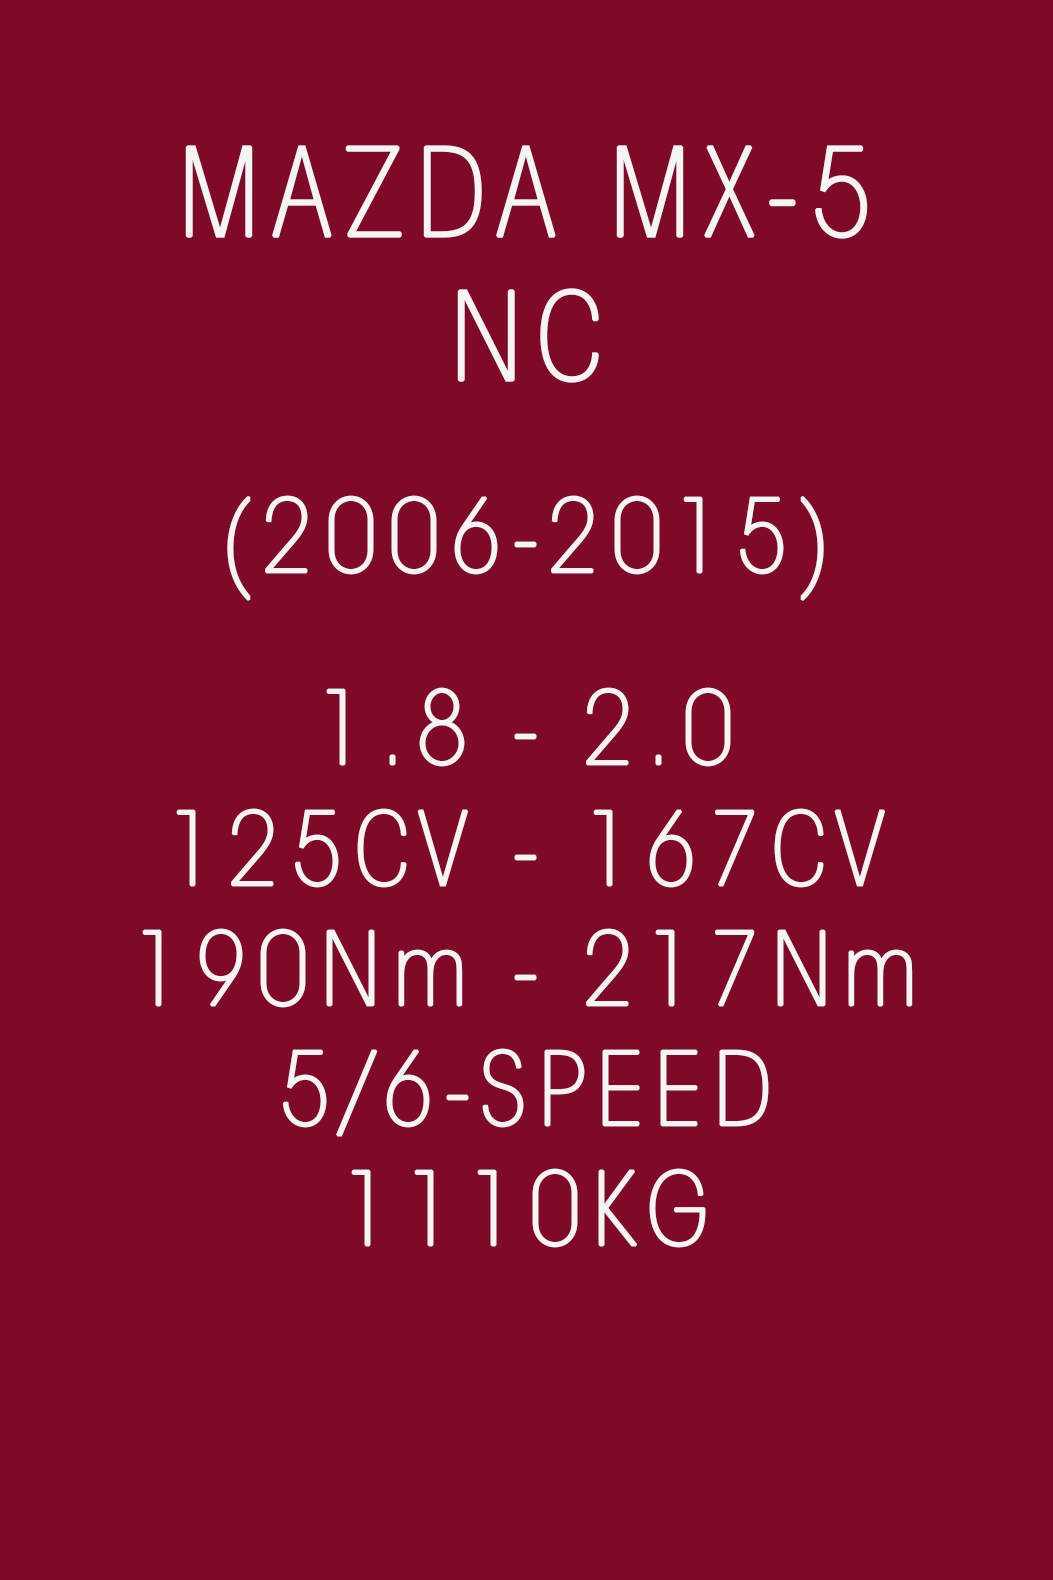 MAZDA MX-5
NC
(2006-2015)
1.8 - 2.0
125CV - 167CV
190Nm - 217Nm
5/6-SPEED
1110KG